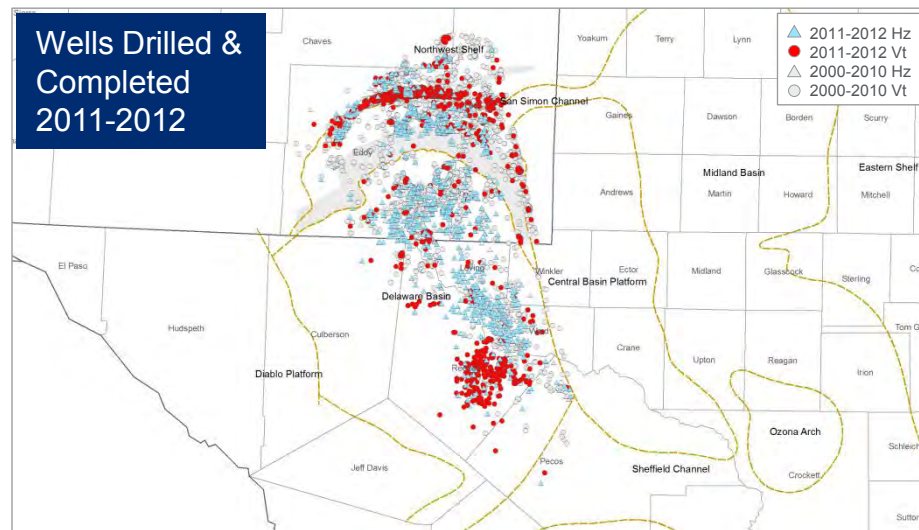 Wells Drilled &
Completed
2011-2012
2011-2012 Hz
2011-2012 Vt
2000-2010 Hz
2000-2010 Vt
Chaves
Northwest Shelf
Yoakum
Terry
Lynn
San Simon Channel
Gaines
Dawson
Borden
Scurry
Eddy
Midland Basin
Eastern Shelf
Andrews
Martin
Howard
Mitchell
El Paso
Loving
Winkler
Ector
Midland
Glasscock
Sterling
Central Basin Platform
Delaware Basin
Hudspeth
Culberson
Ward
Crane
Upton
Reagan
Irion
Tom G
Diablo Platform
Ozona Arch
Schleich
Jeff Davis
Pecos
Sheffield Channel
Crockett
Sutton